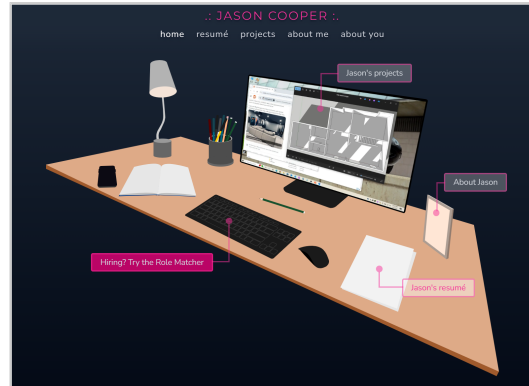 .: JASON COOPER :.
home resumé projects about me about you
Jason's projects
About Jason
Hiring? Try the Role Matcher
Jason's resumé